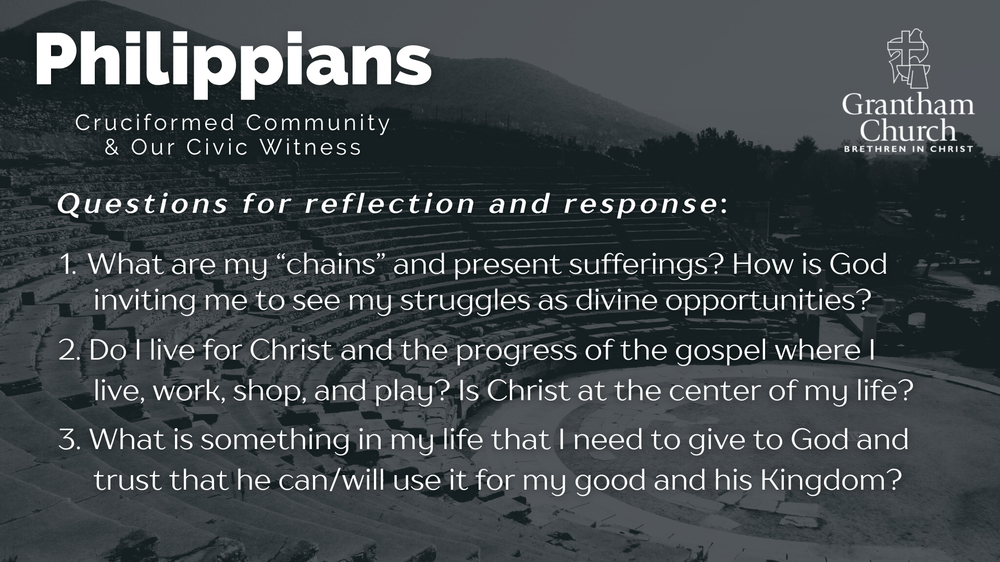 Philippians
Cruciformed Community
& Our Civic Witness
Grantham
Church
BRETHREN IN CHRIST
Questions for reflection and response:
1. What are my “chains” and present sufferings? How is God
inviting me to see my struggles as divine opportunities?
2. Do I live for Christ and the progress of the gospel where I
live, work, shop, and play? Is Christ at the center of my life?
3. What is something in my life that I need to give to God and
trust that he can/will use it for my good and his Kingdom?